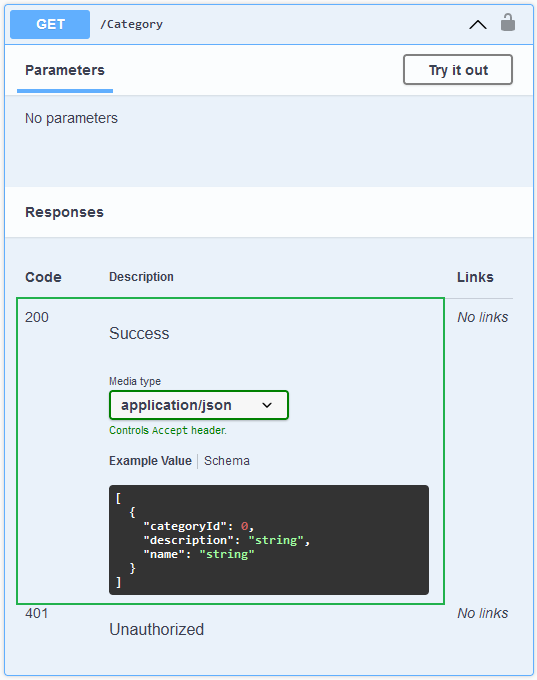 GET /Category
Parameters Try it out
No parameters
Responses
Code Description Links
200 Success No links
Media type
application/json
Controls Accept header.
Example Value Schema
[
  {
    "categoryId": 0,
    "description": "string",
    "name": "string"
  }
]
401 Unauthorized No links